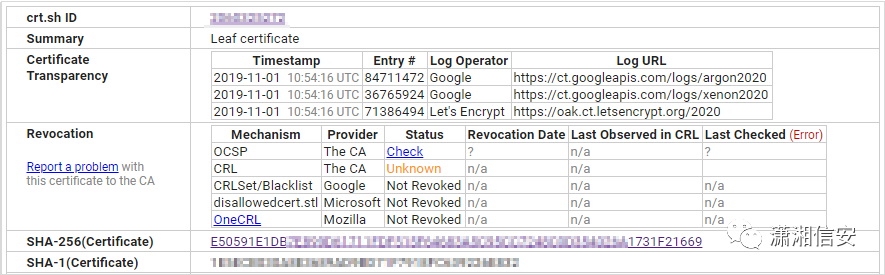 crt.sh ID
Summary Leaf certificate
Certificate Transparency
Timestamp Entry # Log Operator Log URL
2019-11-01 10:54:16 UTC 84711472 Google https://ct.googleapis.com/logs/argon2020
2019-11-01 10:54:16 UTC 36765924 Google https://ct.googleapis.com/logs/xenon2020
2019-11-01 10:54:16 UTC 71386494 Let's Encrypt https://oak.ct.letsencrypt.org/2020
Revocation
Report a problem with
this certificate to the CA
Mechanism Provider Status Revocation Date Last Observed in CRL Last Checked (Error)
OCSP The CA Check ? n/a ?
CRL The CA Unknown n/a n/a
CRLSet/Blacklist Google Not Revoked n/a n/a n/a
disallowedcert.stl Microsoft Not Revoked n/a n/a n/a
OneCRL Mozilla Not Revoked n/a n/a n/a
SHA-256(Certificate) E50591E1DB 1731F21669
潇湘信安
SHA-1(Certificate)